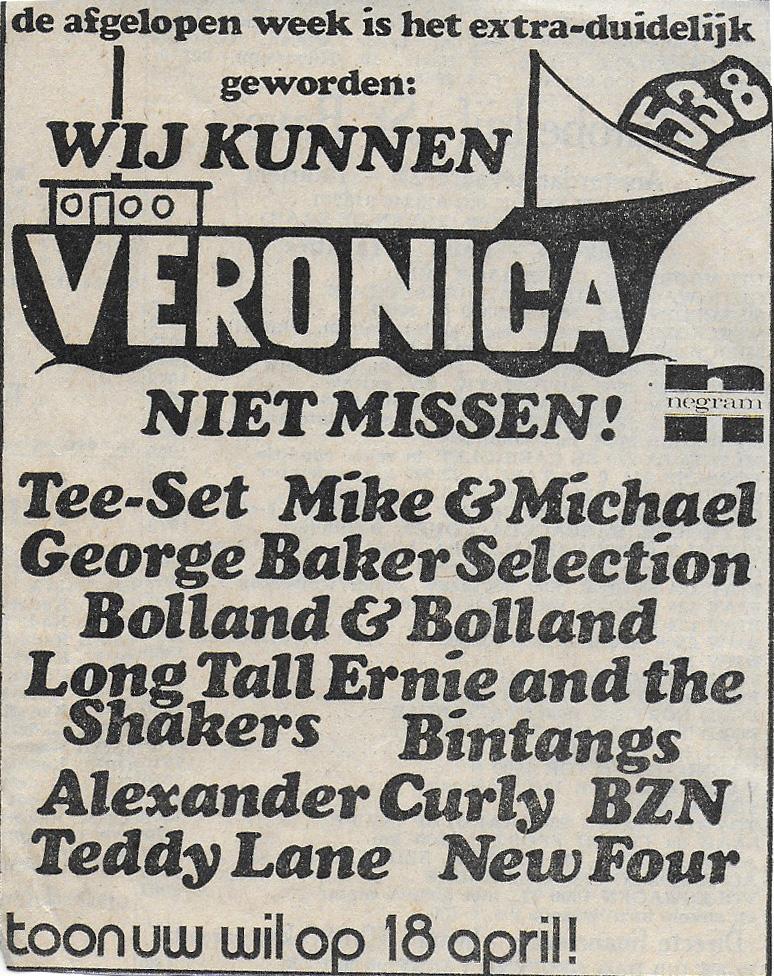 de afgelopen week is het extra-duidelijk
geworden:
538
WIJ KUNNEN
VERONICA
negram
NIET MISSEN!
Tee-Set Mike & Michael
George Baker Selection
Bolland & Bolland
Long Tall Ernie and the
Shakers Bintangs
Alexander Curly BZN
Teddy Lane New Four
toon uw wil op 18 april!